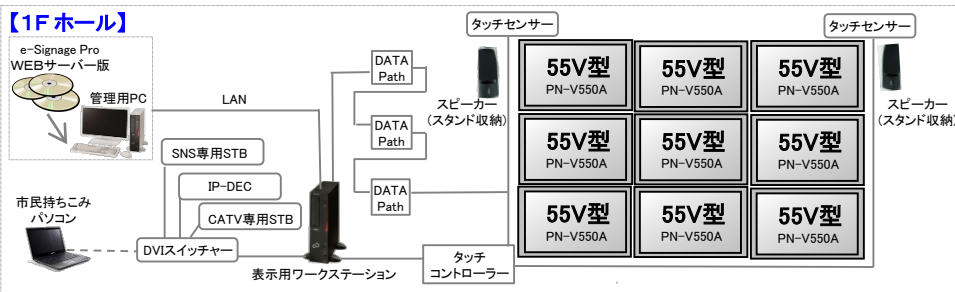 【1Fホール】
e-Signage Pro
WEBサーバー版
管理用PC
LAN
SNS専用STB
IP-DEC
CATV専用STB
市民持ちこみ
パソコン
DVIスイッチャー
表示用ワークステーション
DATA
Path
DATA
Path
DATA
Path
タッチ
コントローラー
タッチセンサー
スピーカー
(スタンド収納)
55V型
PN-V550A
55V型
PN-V550A
55V型
PN-V550A
55V型
PN-V550A
55V型
PN-V550A
55V型
PN-V550A
55V型
PN-V550A
55V型
PN-V550A
55V型
PN-V550A
タッチセンサー
スピーカー
(スタンド収納)